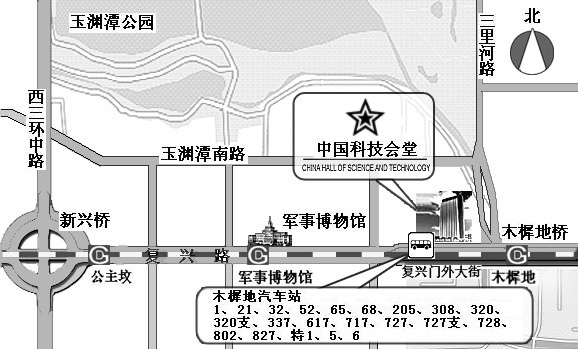 玉渊潭公园
北
三里河路
西三环中路
中国科技会堂
CHINA HALL OF SCIENCE AND TECHNOLOGY
玉渊潭南路
新兴桥
军事博物馆
木樨地桥
复兴路
公主坟
军事博物馆
复兴门外大街
木樨地
木樨地汽车站
1、21、32、52、65、68、205、308、320、
320支、337、617、717、727、727支、728、
802、827、特1、5、6